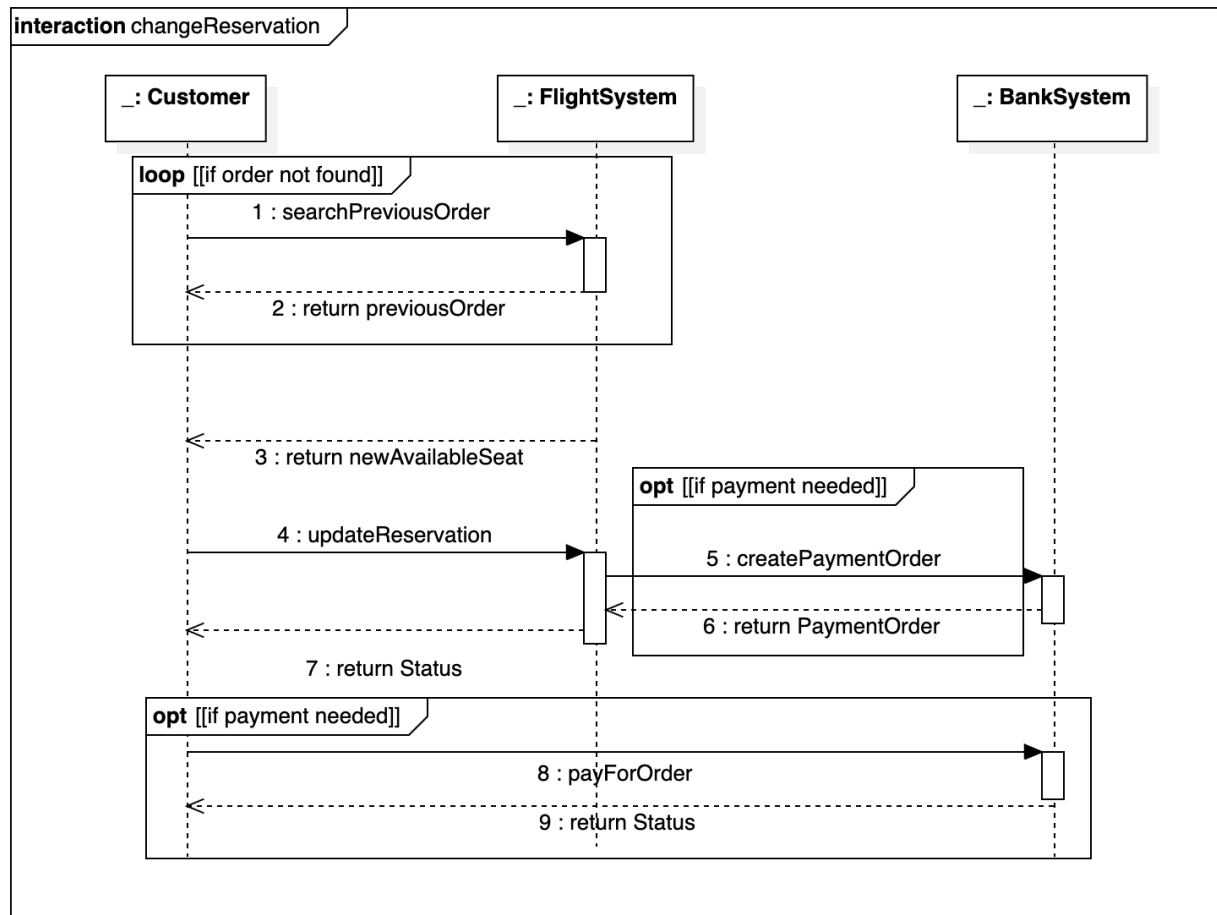 interaction changeReservation
_: Customer
_: FlightSystem
_: BankSystem
loop [[if order not found]]
1 : searchPreviousOrder
2 : return previousOrder
3 : return newAvailableSeat
opt [[if payment needed]]
4 : updateReservation
5 : createPaymentOrder
6 : return PaymentOrder
7 : return Status
opt [[if payment needed]]
8 : payForOrder
9 : return Status